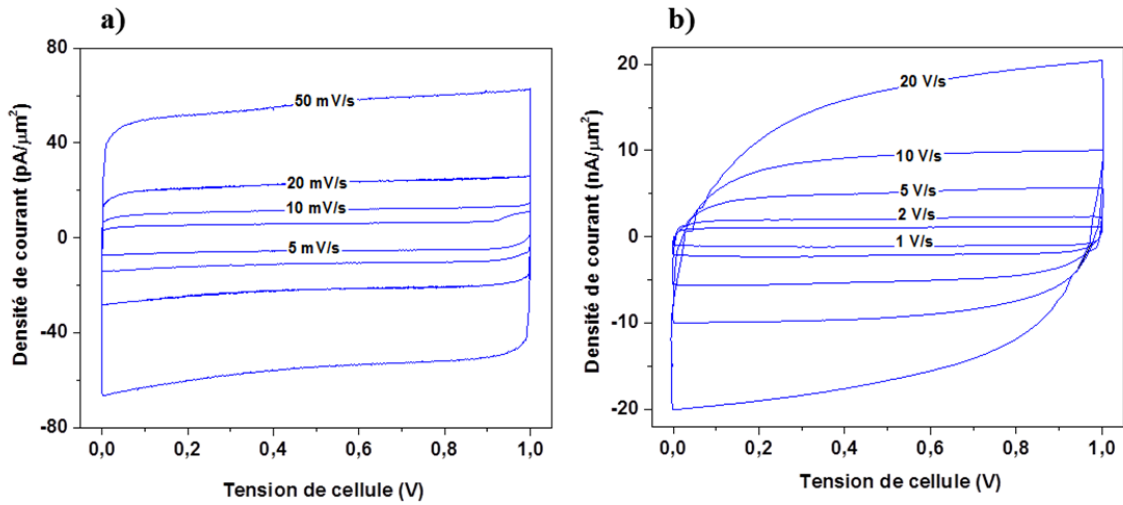 a)
Densité de courant (pA/µm²)
80
40
0
-40
-80
50 mV/s
20 mV/s
10 mV/s
5 mV/s
0,0 0,2 0,4 0,6 0,8 1,0
Tension de cellule (V)
b)
Densité de courant (nA/µm²)
20
10
0
-10
-20
20 V/s
10 V/s
5 V/s
2 V/s
1 V/s
0,0 0,2 0,4 0,6 0,8 1,0
Tension de cellule (V)